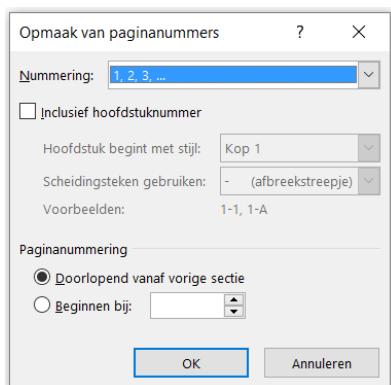 Opmaak van paginanummers ? ×
Nummering: 1, 2, 3, ...
Inclusief hoofdstuknummer
Hoofdstuk begint met stijl: Kop 1
Scheidingsteken gebruiken: - (afbreekstreepje)
Voorbeelden: 1-1, 1-A
Paginanummering
Doorlopend vanaf vorige sectie
Beginnen bij:
OK Annuleren